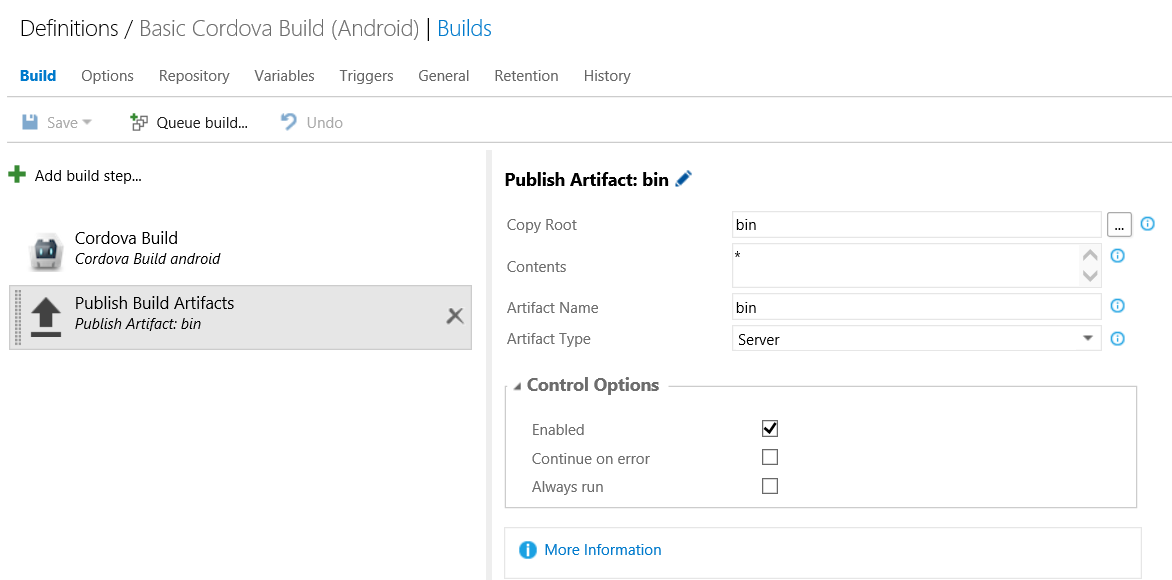 Definitions / Basic Cordova Build (Android) | Builds
Build Options Repository Variables Triggers General Retention History
Save Queue build... Undo
Add build step...
Cordova Build
Cordova Build android
Publish Build Artifacts
Publish Artifact: bin
Publish Artifact: bin
Copy Root bin ...
Contents *
Artifact Name bin
Artifact Type Server
Control Options
Enabled
Continue on error
Always run
More Information